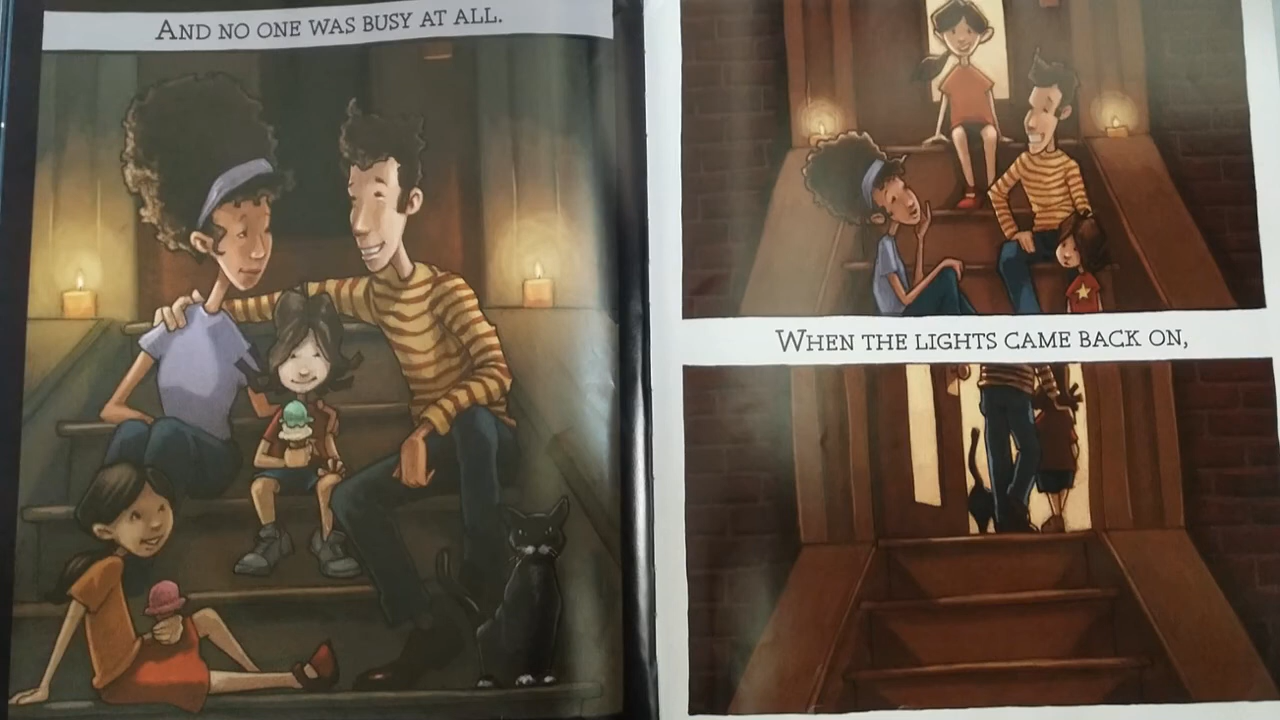 AND NO ONE WAS BUSY AT ALL.
WHEN THE LIGHTS CAME BACK ON,